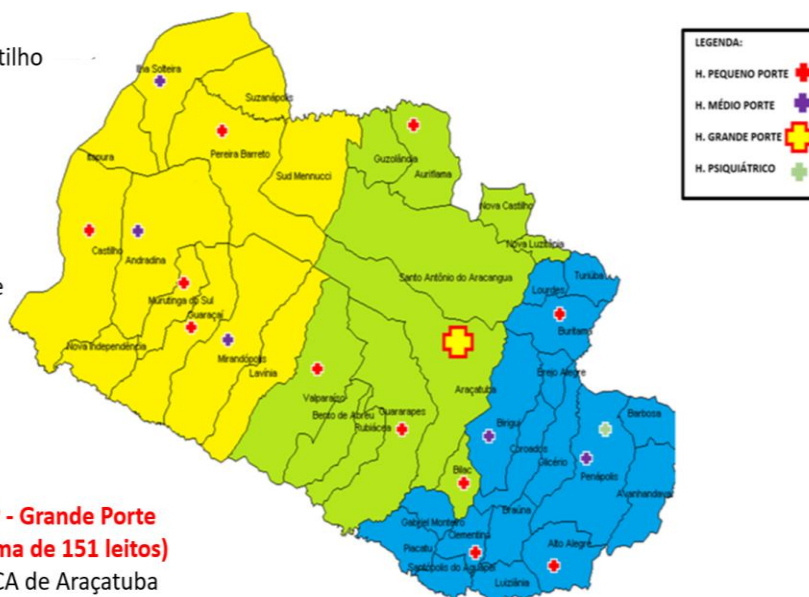 tilho
e
- Grande Porte
ma de 151 leitos)
CA de Araçatuba
Ilha Solteira
Suzanápolis
Itapura
Pereira Barreto
Sud Mennucci
Castilho
Andradina
Murutinga do Sul
Guaraçaí
Nova Independência
Mirandópolis
Lavínia
Guzolândia
Auriflama
Nova Castilho
Nova Luzitânia
Santo Antônio do Aracangua
Araçatuba
Valparaíso
Bento de Abreu
Guararapes
Rubiácea
Bilac
Lourdes
Turiúba
Buritama
Brejo Alegre
Birigui
Coroados
Glicério
Penápolis
Barbosa
Avanhandava
Gabriel Monteiro
Clementina
Braúna
Piacatu
Santópolis do Aguapeí
Luiziânia
Alto Alegre
LEGENDA:
H. PEQUENO PORTE
H. MÉDIO PORTE
H. GRANDE PORTE
H. PSIQUIÁTRICO